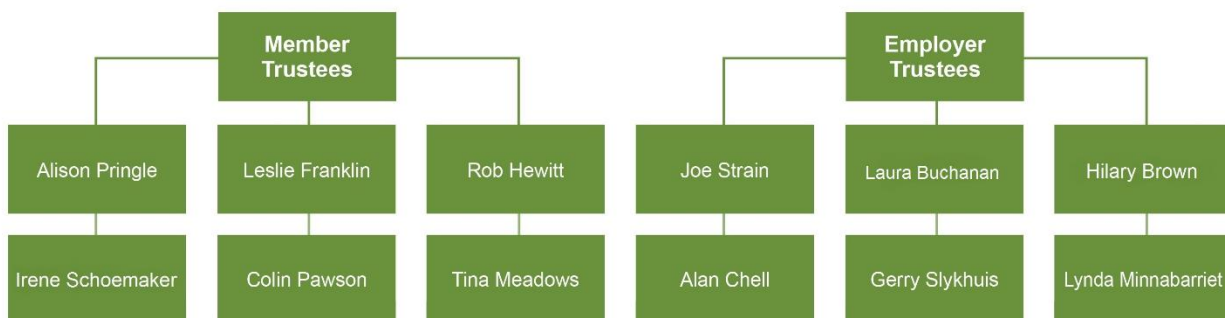 Member
Trustees
Employer
Trustees
Alison Pringle
Leslie Franklin
Rob Hewitt
Joe Strain
Laura Buchanan
Hilary Brown
Irene Schoemaker
Colin Pawson
Tina Meadows
Alan Chell
Gerry Slykhuis
Lynda Minnabarriet